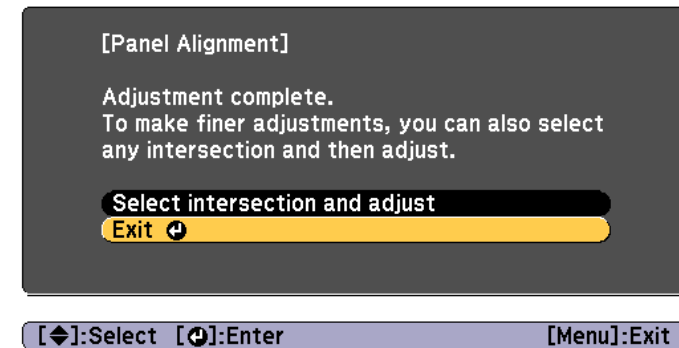 [Panel Alignment]
Adjustment complete.
To make finer adjustments, you can also select
any intersection and then adjust.
Select intersection and adjust
Exit
[◆]:Select [⏎]:Enter [Menu]:Exit